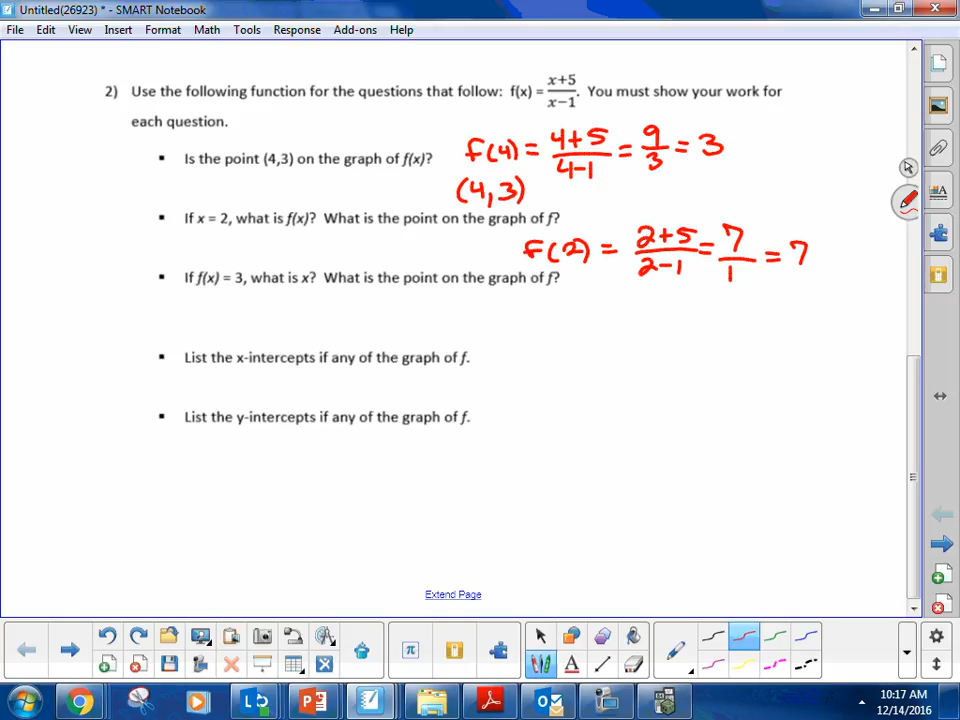 Untitled(26923) * - SMART Notebook
File Edit View Insert Format Math Tools Response Add-ons Help
2) Use the following function for the questions that follow: f(x) = x+5/x−1. You must show your work for
each question.
▪ Is the point (4,3) on the graph of f(x)?
f(4) = 4+5/4-1 = 9/3 = 3
(4,3)
▪ If x = 2, what is f(x)? What is the point on the graph of f?
f(2) = 2+5/2-1 = 7/1 = 7
▪ If f(x) = 3, what is x? What is the point on the graph of f?
▪ List the x-intercepts if any of the graph of f.
▪ List the y-intercepts if any of the graph of f.
Extend Page
10:17 AM
12/14/2016